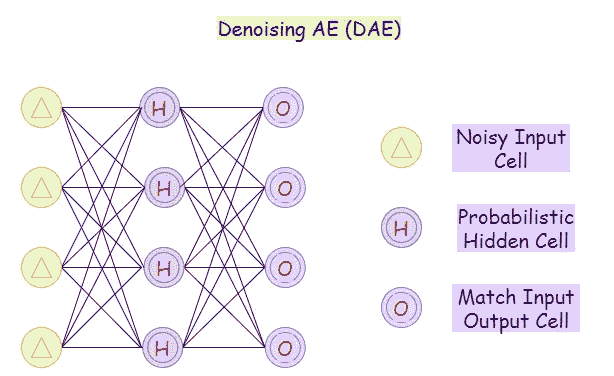 Denoising AE (DAE)
H O
H O
H O
H O
Noisy Input
Cell
H
Probabilistic
Hidden Cell
O
Match Input
Output Cell